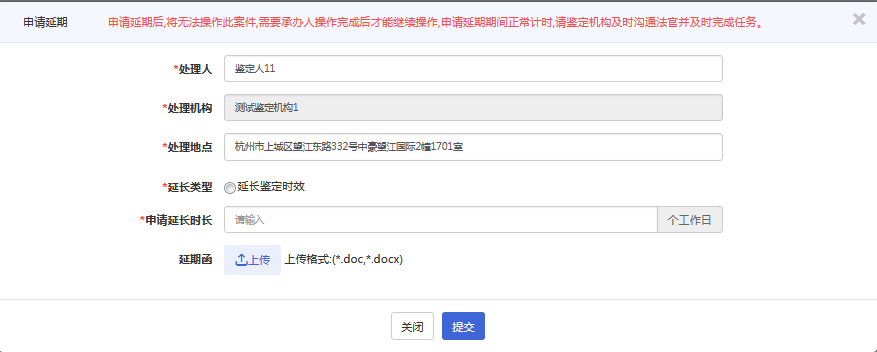 申请延期 申请延期后,将无法操作此案件,需要承办人操作完成后才能继续操作,申请延期期间正常计时,请鉴定机构及时沟通法官并及时完成任务。
*处理人 鉴定人11
*处理机构 测试鉴定机构1
*处理地点 杭州市上城区望江东路332号中豪望江国际2幢1701室
*延长类型 延长鉴定时效
*申请延长时长 请输入 个工作日
延期函 上传 上传格式:(*.doc,*.docx)
关闭 提交